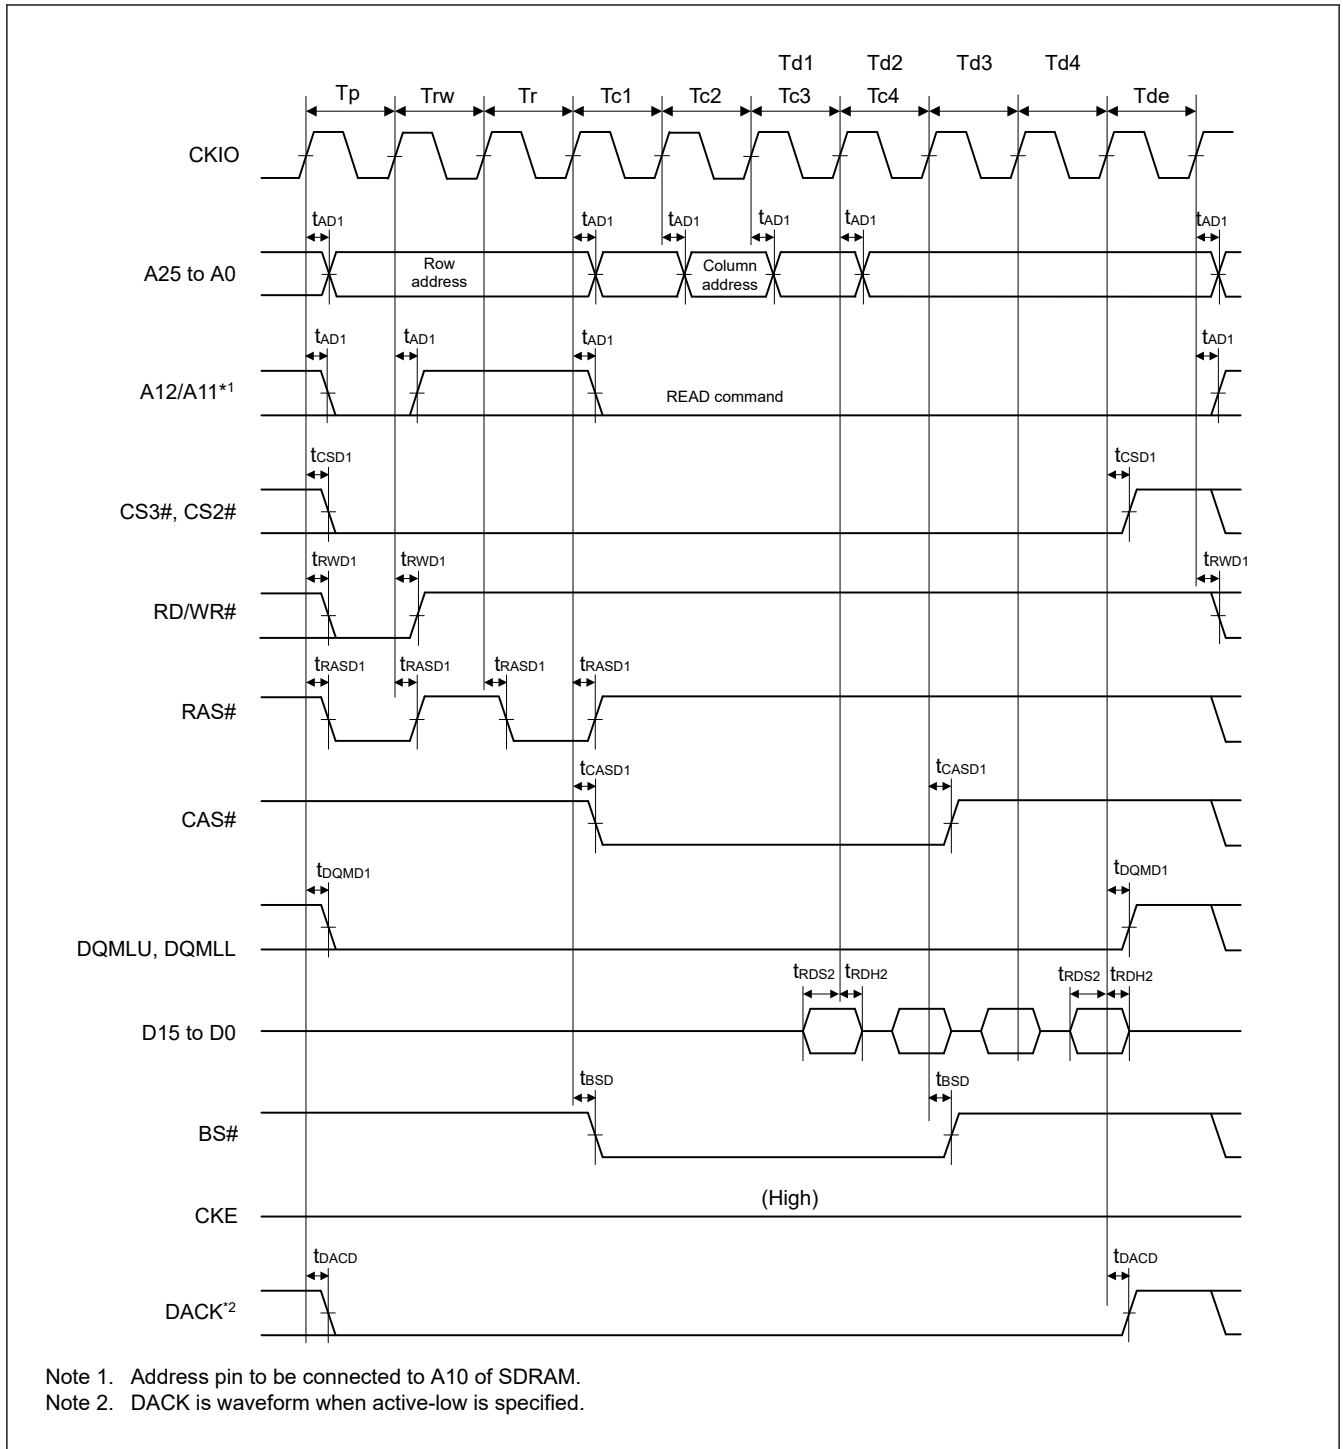 Td1 Td2 Td3 Td4
Tp Trw Tr Tc1 Tc2 Tc3 Tc4 Tde
CKIO
tAD1 tAD1 tAD1 tAD1 tAD1 tAD1
A25 to A0
Row
address
Column
address
tAD1 tAD1 tAD1 tAD1
A12/A11*1
READ command
tCSD1 tCSD1
CS3#, CS2#
tRWD1 tRWD1 tRWD1
RD/WR#
tRASD1 tRASD1 tRASD1 tRASD1
RAS#
tCASD1 tCASD1
CAS#
tDQMD1 tDQMD1
DQMLU, DQMLL
tRDS2 tRDH2 tRDS2 tRDH2
D15 to D0
tBSD tBSD
BS#
(High)
CKE
tDACD tDACD
DACK*2
Note 1. Address pin to be connected to A10 of SDRAM.
Note 2. DACK is waveform when active-low is specified.